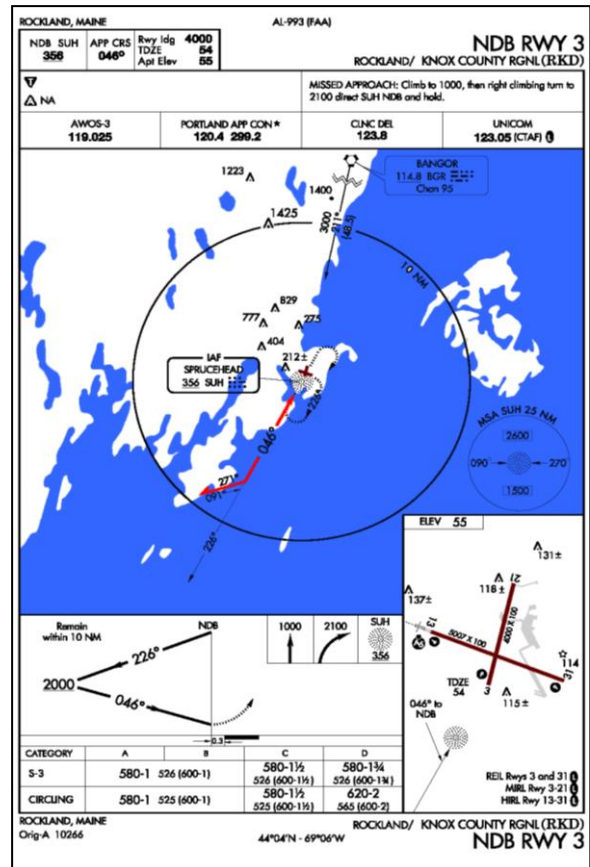 ROCKLAND, MAINE
AL-993 (FAA)
NDB SUH
356
APP CRS
046°
Rwy ldg 4000
TDZE 54
Apt Elev 55
NDB RWY 3
ROCKLAND/ KNOX COUNTY RGNL (RKD)
T
A NA
MISSED APPROACH: Climb to 1000, then right climbing turn to
2100 direct SUH NDB and hold.
AWOS-3
119.025
PORTLAND APP CON★
120.4 299.2
CLNC DEL
123.8
UNICOM
123.05 (CTAF) L
BANGOR
114.8 BGR
Chan 95
1223
1400
1425
3000
211°
(48.5)
10 NM
829
777
275
404
212±
IAF
SPRUCEHEAD
356 SUH
226°
046°
271°
091°
226°
MSA SUH 25 NM
2600
090°
270°
1500
ELEV 55
131±
118±
21
137±
13
5007 X 100
4000 X 100
114
31
TDZE
54
3
115±
046° to
NDB
REIL Rwys 3 and 31 L
MIRL Rwy 3-21 L
HIRL Rwy 13-31 L
Remain
within 10 NM
NDB
2000
226°
046°
0.3
1000
2100
SUH
356
CATEGORY A B C D
S-3 580-1 526 (600-1) 580-1½ 526 (600-1½) 580-1¾ 526 (600-1¾)
CIRCLING 580-1 525 (600-1) 580-1½ 525 (600-1½) 620-2 565 (600-2)
ROCKLAND, MAINE
Orig-A 10266
44°04'N - 69°06'W
ROCKLAND/ KNOX COUNTY RGNL (RKD)
NDB RWY 3